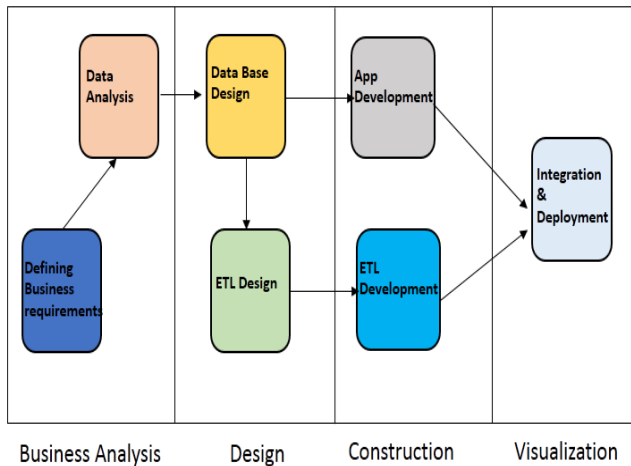 Data
Analysis
Data Base
Design
App
Development
Integration
&
Deployment
Defining
Business
requirements
ETL Design
ETL
Development
Business Analysis
Design
Construction
Visualization